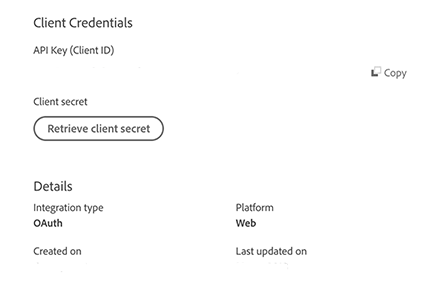 Client Credentials
API Key (Client ID)
Copy
Client secret
Retrieve client secret
Details
Integration type
Platform
OAuth
Web
Created on
Last updated on